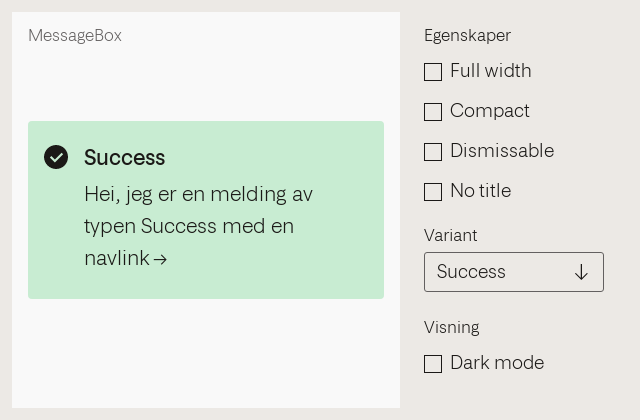 MessageBox
Success
Hei, jeg er en melding av
typen Success med en
navlink →
Egenskaper
Full width
Compact
Dismissable
No title
Variant
Success
Visning
Dark mode